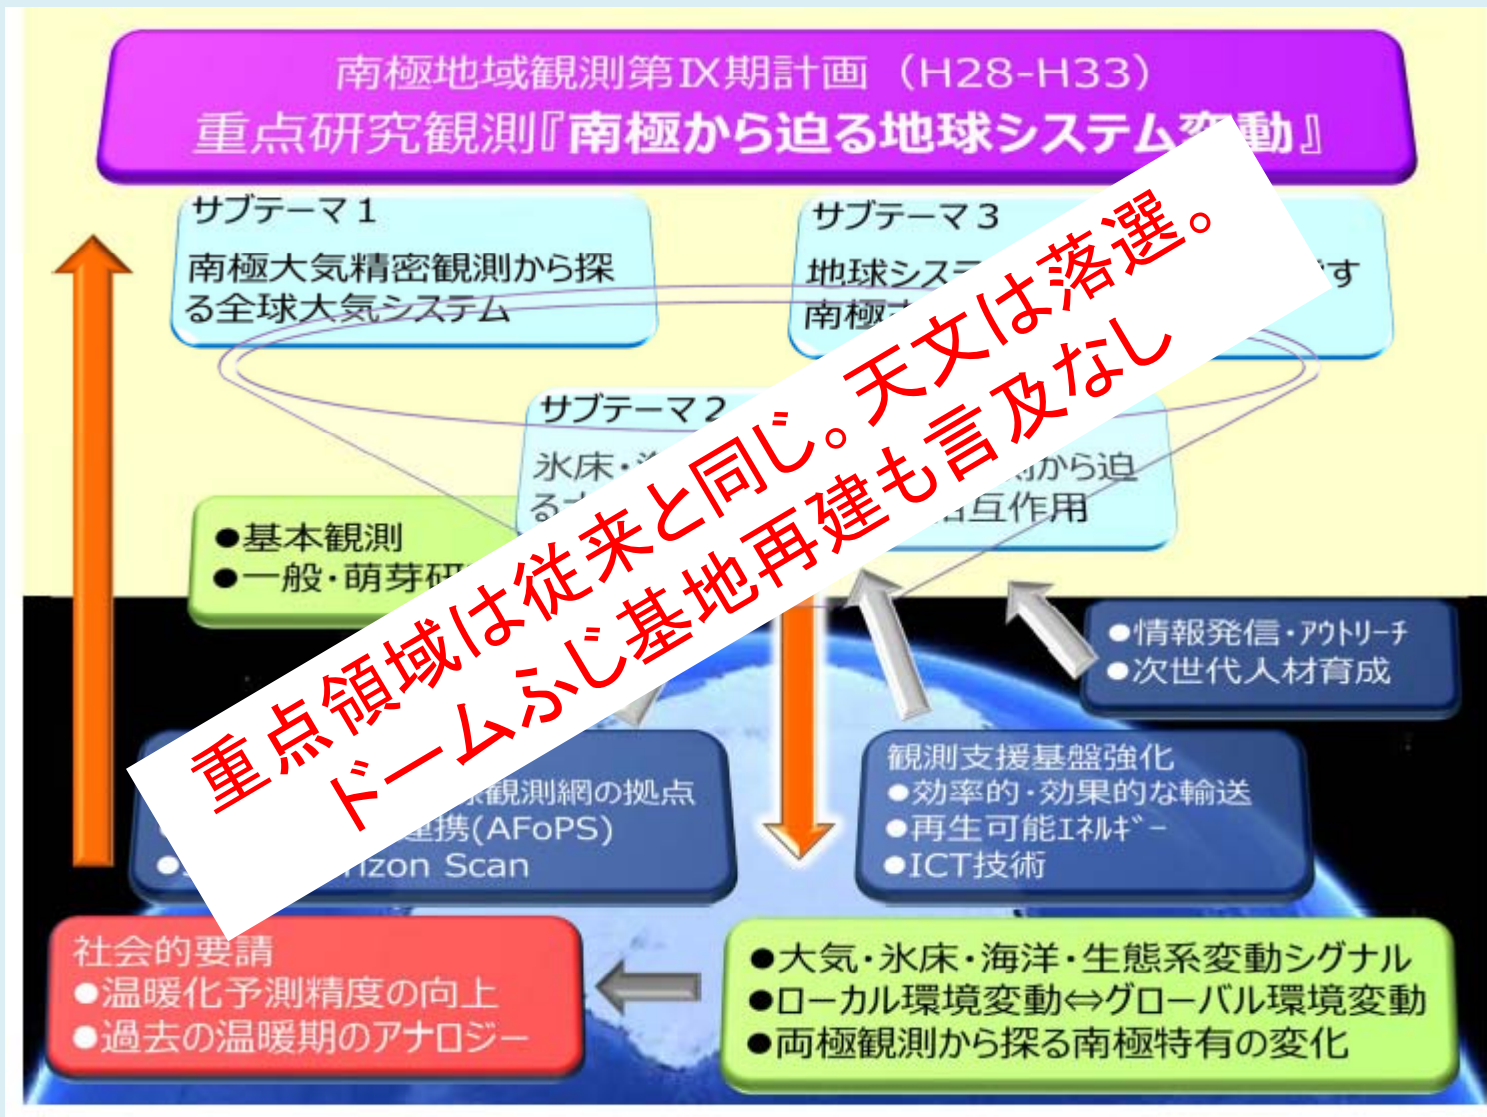 南極地域観測第Ⅸ期計画（H28-H33）
重点研究観測『南極から迫る地球システム変動』
サブテーマ１
南極大気精密観測から探
る全球大気システム
サブテーマ３
地球システ
す
南極
サブテーマ２
氷床・
から迫
る
互作用
●基本観測
●一般・萌芽研
重点領域は従来と同じ。天文は落選。
ドームふじ基地再建も言及なし
●情報発信・アウトリーチ
●次世代人材育成
観測網の拠点
連携(AFoPS)
zon Scan
観測支援基盤強化
●効率的・効果的な輸送
●再生可能エネルギー
●ICT技術
社会的要請
●温暖化予測精度の向上
●過去の温暖期のアナロジー
●大気・氷床・海洋・生態系変動シグナル
●ローカル環境変動⇔グローバル環境変動
●両極観測から探る南極特有の変化